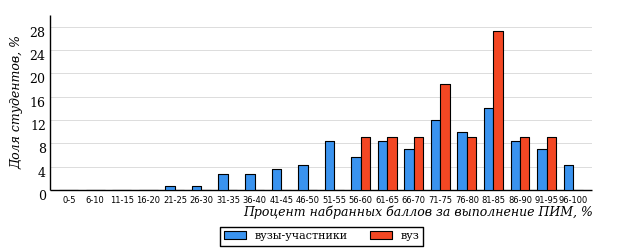 Доля студентов, %
28
24
20
16
12
8
4
0
0-5 6-10 11-15 16-20 21-25 26-30 31-35 36-40 41-45 46-50 51-55 56-60 61-65 66-70 71-75 76-80 81-85 86-90 91-95 96-100
Процент набранных баллов за выполнение ПИМ, %
вузы-участники вуз